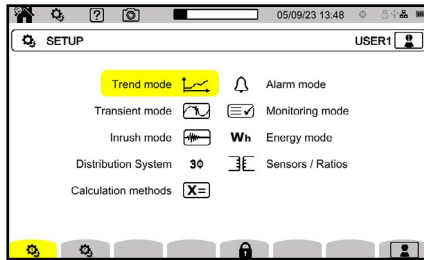 05/09/23 13:48
SETUP
USER1
Trend mode
Alarm mode
Transient mode
Monitoring mode
Inrush mode
Wh Energy mode
Distribution System 3φ
Sensors / Ratios
Calculation methods X=